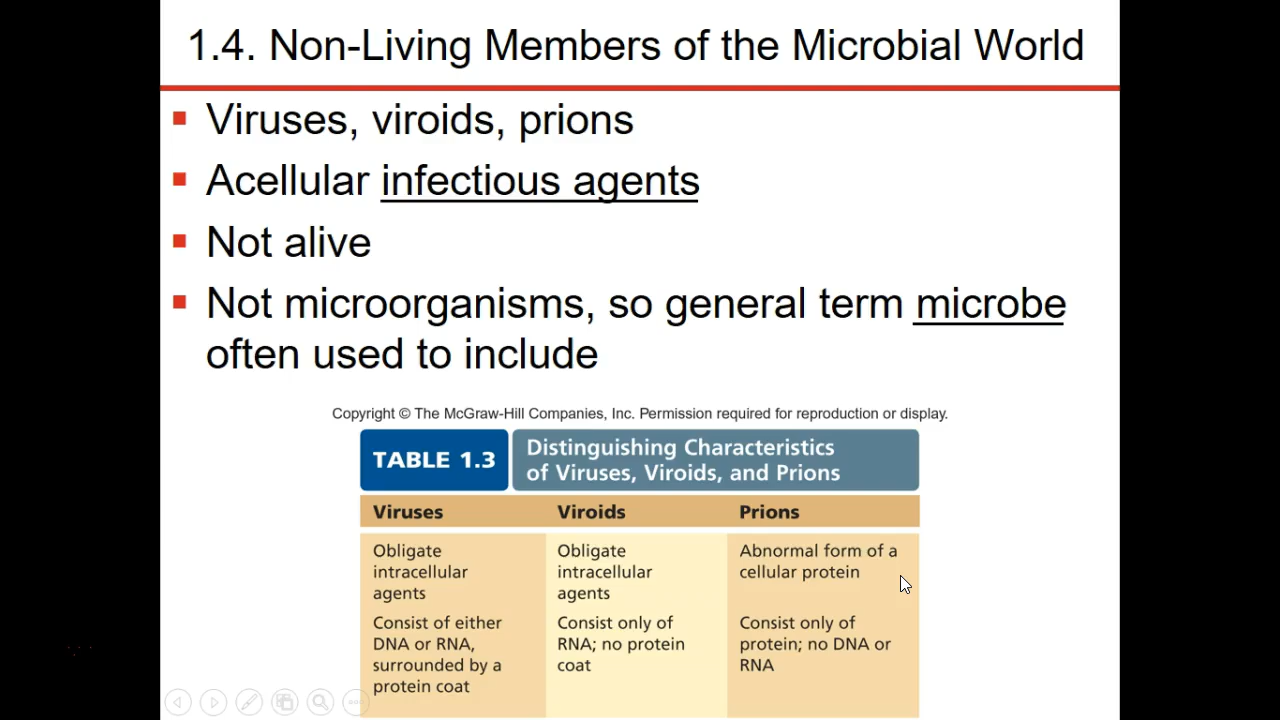 1.4. Non-Living Members of the Microbial World
Viruses, viroids, prions
Acellular infectious agents
Not alive
Not microorganisms, so general term microbe
often used to include
Copyright © The McGraw-Hill Companies, Inc. Permission required for reproduction or display.
TABLE 1.3
Distinguishing Characteristics
of Viruses, Viroids, and Prions
Viruses
Viroids
Prions
Obligate
intracellular
agents
Obligate
intracellular
agents
Abnormal form of a
cellular protein
Consist of either
DNA or RNA,
surrounded by a
protein coat
Consist only of
RNA; no protein
coat
Consist only of
protein; no DNA or
RNA